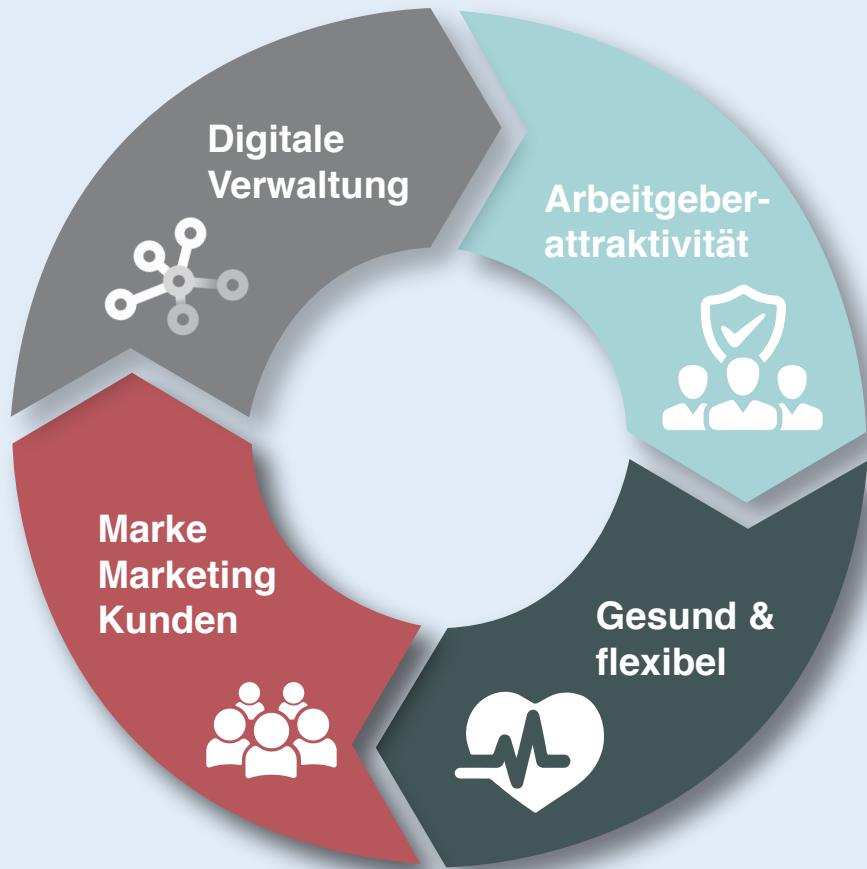 Digitale
Verwaltung
Arbeitgeber-
attraktivität
Gesund &
flexibel
Marke
Marketing
Kunden